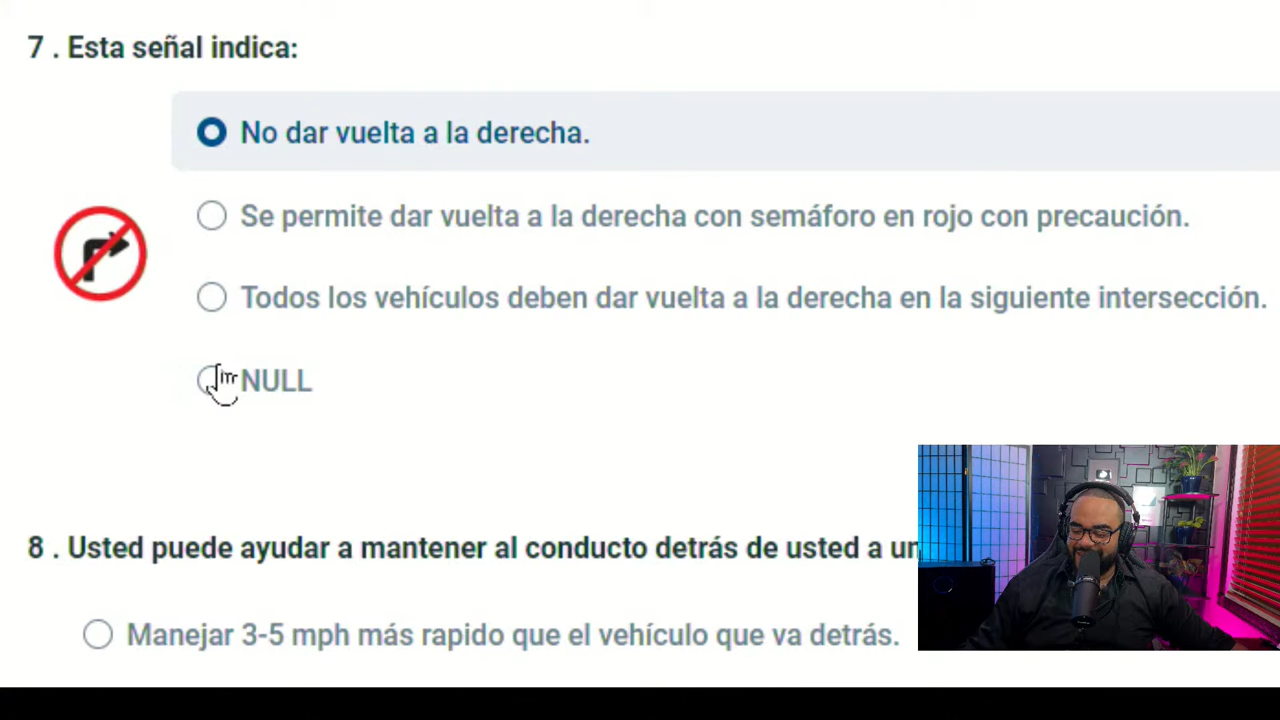 7 . Esta señal indica:
No dar vuelta a la derecha.
Se permite dar vuelta a la derecha con semáforo en rojo con precaución.
Todos los vehículos deben dar vuelta a la derecha en la siguiente intersección.
NULL
8 . Usted puede ayudar a mantener al conducto detrás de usted a un
Manejar 3-5 mph más rapido que el vehículo que va detrás.